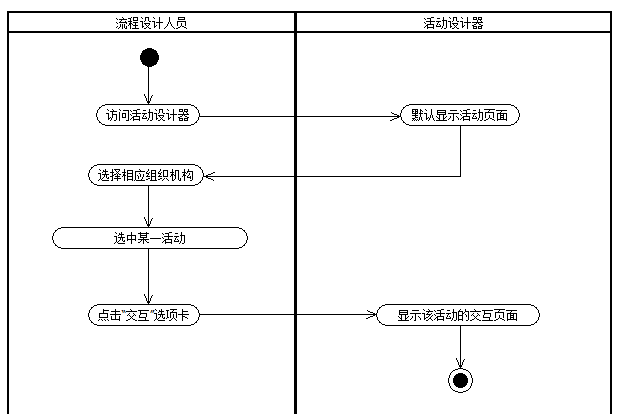 流程设计人员
活动设计器
访问活动设计器
默认显示活动页面
选择相应组织机构
选中某一活动
点击"交互"选项卡
显示该活动的交互页面